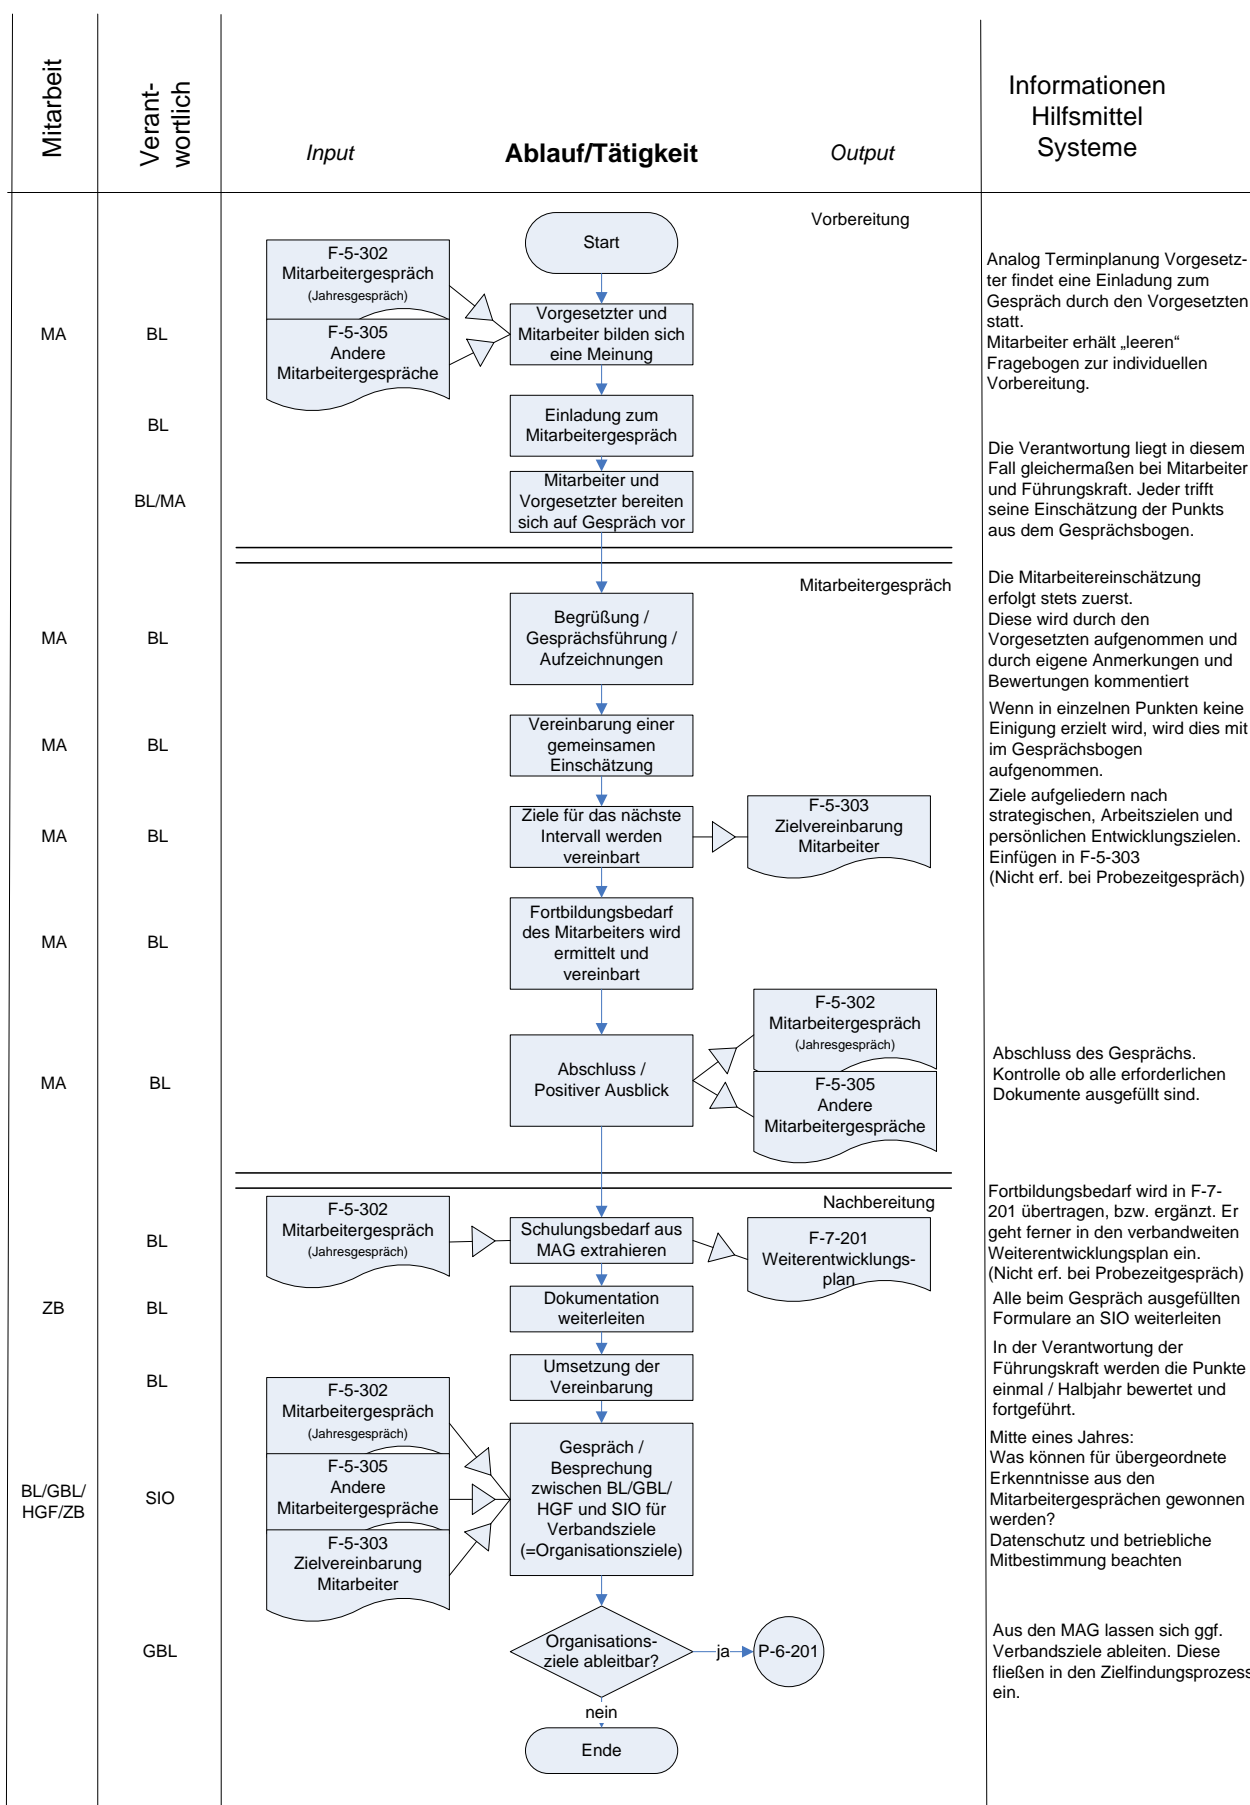 Mitarbeit
Verant-
wortlich
Input
Ablauf/Tätigkeit
Output
Informationen
Hilfsmittel
Systeme
Vorbereitung
Start
F-5-302
Mitarbeitergespräch
(Jahresgespräch)
F-5-305
Andere
Mitarbeitergespräche
MA
BL
Vorgesetzter und
Mitarbeiter bilden sich
eine Meinung
Analog Terminplanung Vorgesetz-
ter findet eine Einladung zum
Gespräch durch den Vorgesetzten
statt.
Mitarbeiter erhält „leeren“
Fragebogen zur individuellen
Vorbereitung.
BL
Einladung zum
Mitarbeitergespräch
BL/MA
Mitarbeiter und
Vorgesetzter bereiten
sich auf Gespräch vor
Die Verantwortung liegt in diesem
Fall gleichermaßen bei Mitarbeiter
und Führungskraft. Jeder trifft
seine Einschätzung der Punkts
aus dem Gesprächsbogen.
Mitarbeitergespräch
MA
BL
Begrüßung /
Gesprächsführung /
Aufzeichnungen
Die Mitarbeitereinschätzung
erfolgt stets zuerst.
Diese wird durch den
Vorgesetzten aufgenommen und
durch eigene Anmerkungen und
Bewertungen kommentiert
MA
BL
Vereinbarung einer
gemeinsamen
Einschätzung
Wenn in einzelnen Punkten keine
Einigung erzielt wird, wird dies mit
im Gesprächsbogen
aufgenommen.
MA
BL
Ziele für das nächste
Intervall werden
vereinbart
F-5-303
Zielvereinbarung
Mitarbeiter
Ziele aufgeliedern nach
strategischen, Arbeitszielen und
persönlichen Entwicklungszielen.
Einfügen in F-5-303
(Nicht erf. bei Probezeitgespräch)
MA
BL
Fortbildungsbedarf
des Mitarbeiters wird
ermittelt und
vereinbart
MA
BL
Abschluss /
Positiver Ausblick
F-5-302
Mitarbeitergespräch
(Jahresgespräch)
F-5-305
Andere
Mitarbeitergespräche
Abschluss des Gesprächs.
Kontrolle ob alle erforderlichen
Dokumente ausgefüllt sind.
Nachbereitung
BL
F-5-302
Mitarbeitergespräch
(Jahresgespräch)
Schulungsbedarf aus
MAG extrahieren
F-7-201
Weiterentwicklungs-
plan
Fortbildungsbedarf wird in F-7-
201 übertragen, bzw. ergänzt. Er
geht ferner in den verbandweiten
Weiterentwicklungsplan ein.
(Nicht erf. bei Probezeitgespräch)
ZB
BL
Dokumentation
weiterleiten
Alle beim Gespräch ausgefüllten
Formulare an SIO weiterleiten
BL
Umsetzung der
Vereinbarung
In der Verantwortung der
Führungskraft werden die Punkte
einmal / Halbjahr bewertet und
fortgeführt.
BL/GBL/
HGF/ZB
SIO
F-5-302
Mitarbeitergespräch
(Jahresgespräch)
F-5-305
Andere
Mitarbeitergespräche
F-5-303
Zielvereinbarung
Mitarbeiter
Gespräch /
Besprechung
zwischen BL/GBL/
HGF und SIO für
Verbandsziele
(=Organisationsziele)
Mitte eines Jahres:
Was können für übergeordnete
Erkenntnisse aus den
Mitarbeitergesprächen gewonnen
werden?
Datenschutz und betriebliche
Mitbestimmung beachten
GBL
Organisations-
ziele ableitbar?
ja
P-6-201
Aus den MAG lassen sich ggf.
Verbandsziele ableiten. Diese
fließen in den Zielfindungsprozess
ein.
nein
Ende